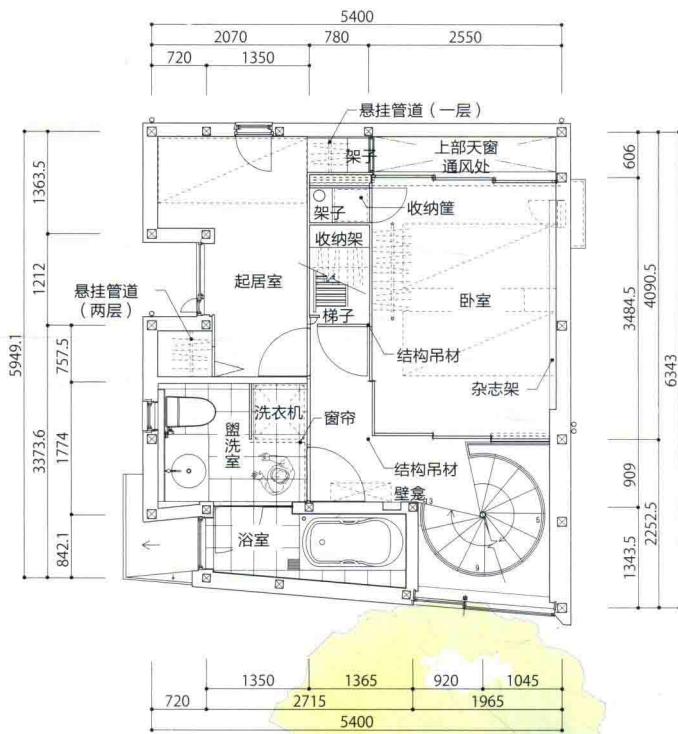 5400
2070 780 2550
720 1350
悬挂管道（一层）
架子
上部天窗
通风处
架子
收纳筐
收纳架
起居室
卧室
悬挂管道
（两层）
梯子
结构吊材
杂志架
洗衣机
窗帘
盥洗室
结构吊材
壁龛
13
5
9
浴室
5949.1
1363.5
1212
757.5
3373.6
1774
842.1
606
3484.5
4090.5
6343
909
2252.5
1343.5
1350 1365 920 1045
720 2715 1965
5400